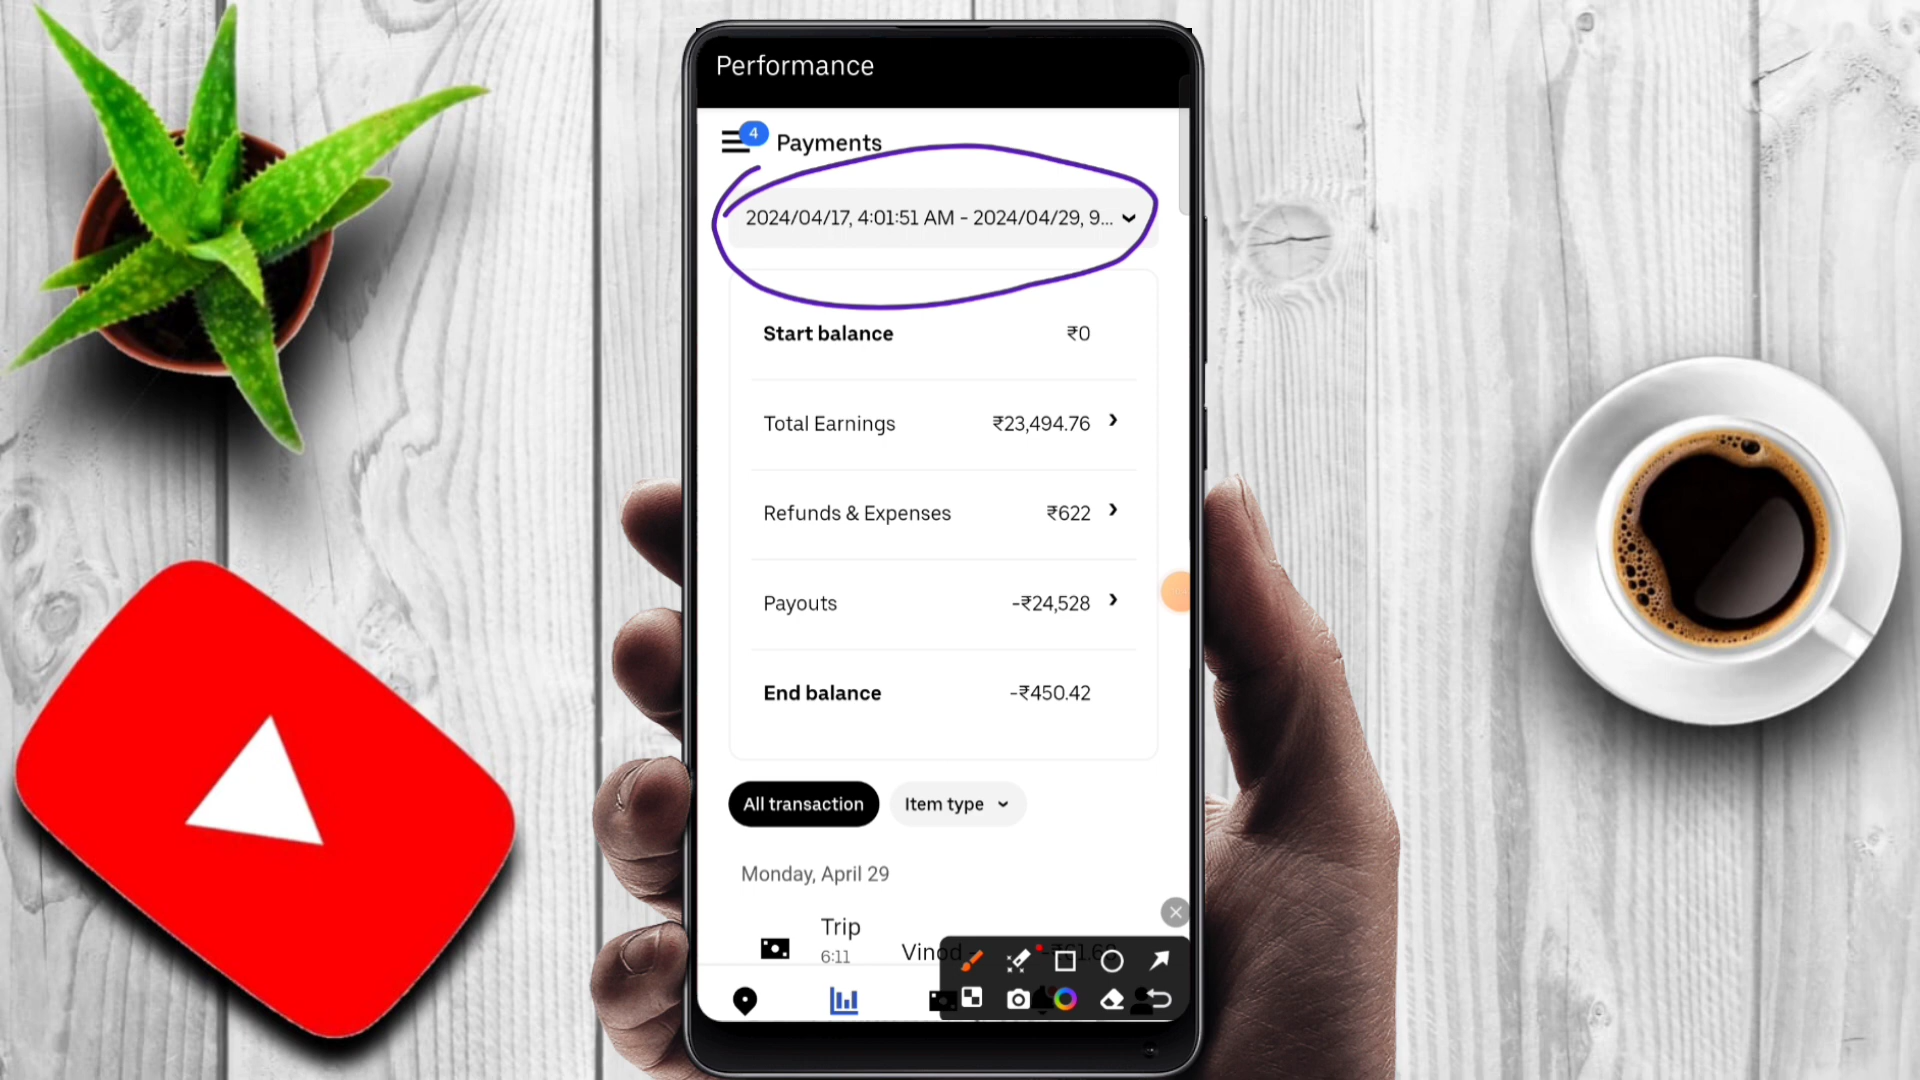 Performance
4
Payments
2024/04/17, 4:01:51 AM - 2024/04/29, 9...
Start balance ₹0
Total Earnings ₹23,494.76
Refunds & Expenses ₹622
Payouts -₹24,528
End balance -₹450.42
All transaction Item type
Monday, April 29
Trip
6:11
Vinod